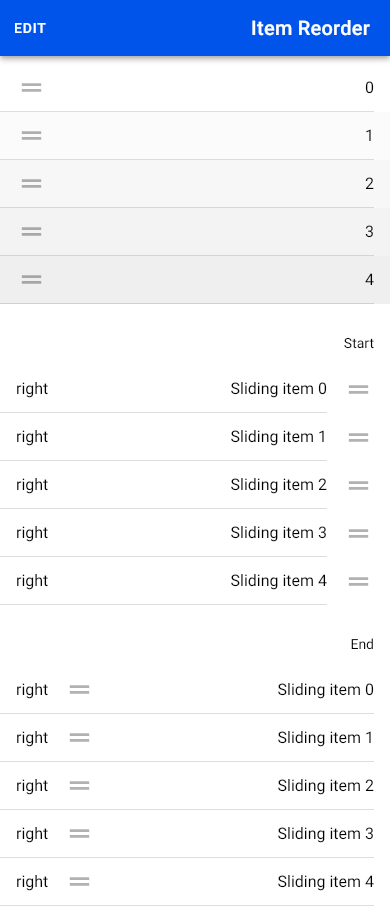 EDIT Item Reorder
0
1
2
3
4
Start
right Sliding item 0
right Sliding item 1
right Sliding item 2
right Sliding item 3
right Sliding item 4
End
right Sliding item 0
right Sliding item 1
right Sliding item 2
right Sliding item 3
right Sliding item 4